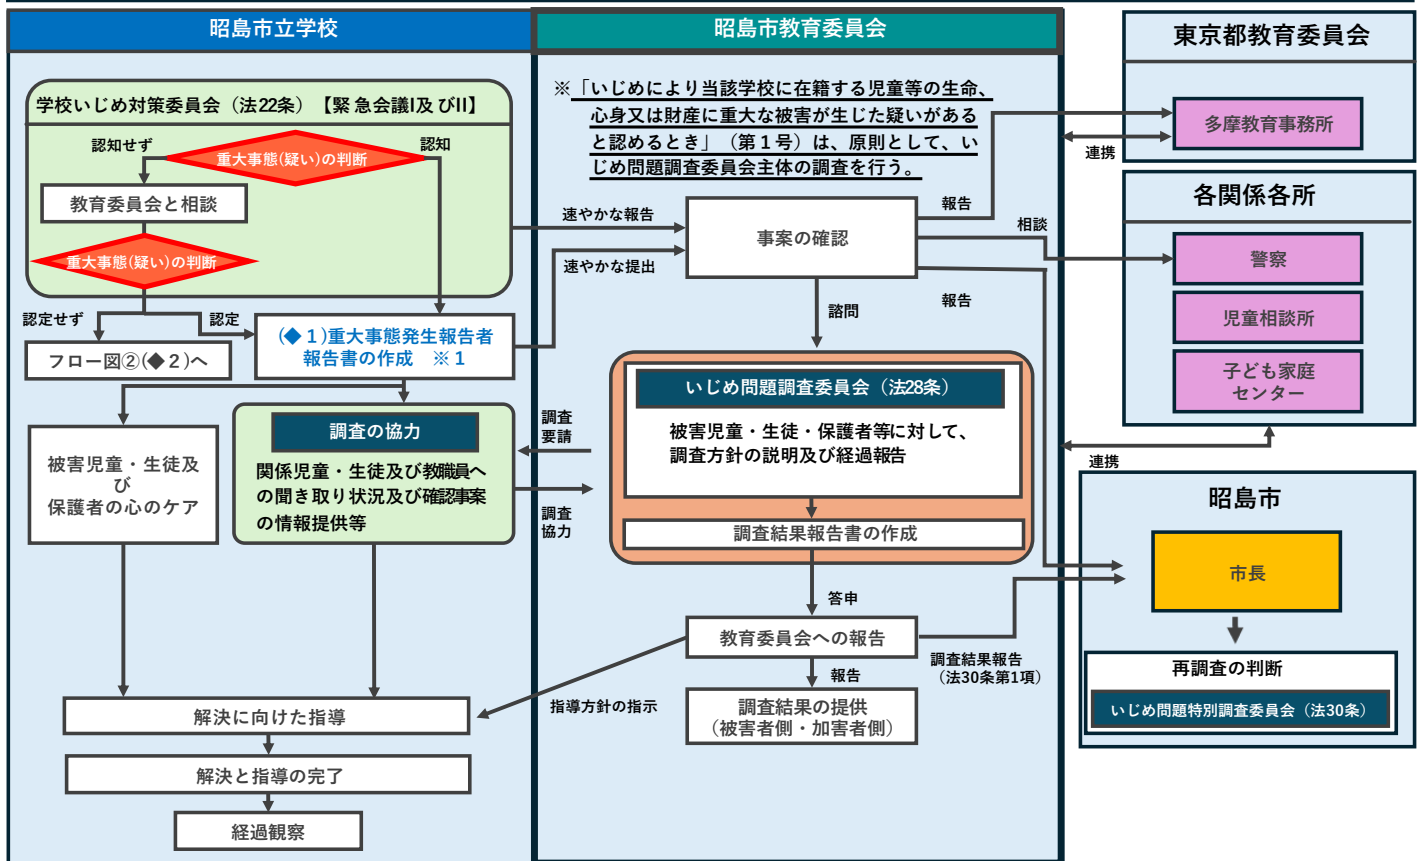 昭島市立学校
学校いじめ対策委員会（法22条）【緊急会議I及びII】
認知せず
認知
重大事態(疑い)の判断
教育委員会と相談
重大事態(疑い)の判断
認定せず
認定
フロー図②(◆2)へ
(◆１)重大事態発生報告者
報告書の作成　※１
調査の協力
関係児童・生徒及び教職員へ
の聞き取り状況及び確認事案
の情報提供等
被害児童・生徒及
び
保護者の心のケア
解決に向けた指導
解決と指導の完了
経過観察
昭島市教育委員会
※「いじめにより当該学校に在籍する児童等の生命、
心身又は財産に重大な被害が生じた疑いがある
と認めるとき」（第１号）は、原則として、い
じめ問題調査委員会主体の調査を行う。
速やかな報告
速やかな提出
事案の確認
報告
相談
報告
諮問
いじめ問題調査委員会（法28条）
被害児童・生徒・保護者等に対して、
調査方針の説明及び経過報告
調査結果報告書の作成
調査
要請
調査
協力
答申
教育委員会への報告
調査結果報告
（法30条第1項）
報告
指導方針の指示
調査結果の提供
（被害者側・加害者側）
東京都教育委員会
多摩教育事務所
連携
各関係各所
警察
児童相談所
子ども家庭
センター
連携
昭島市
市長
再調査の判断
いじめ問題特別調査委員会（法30条）